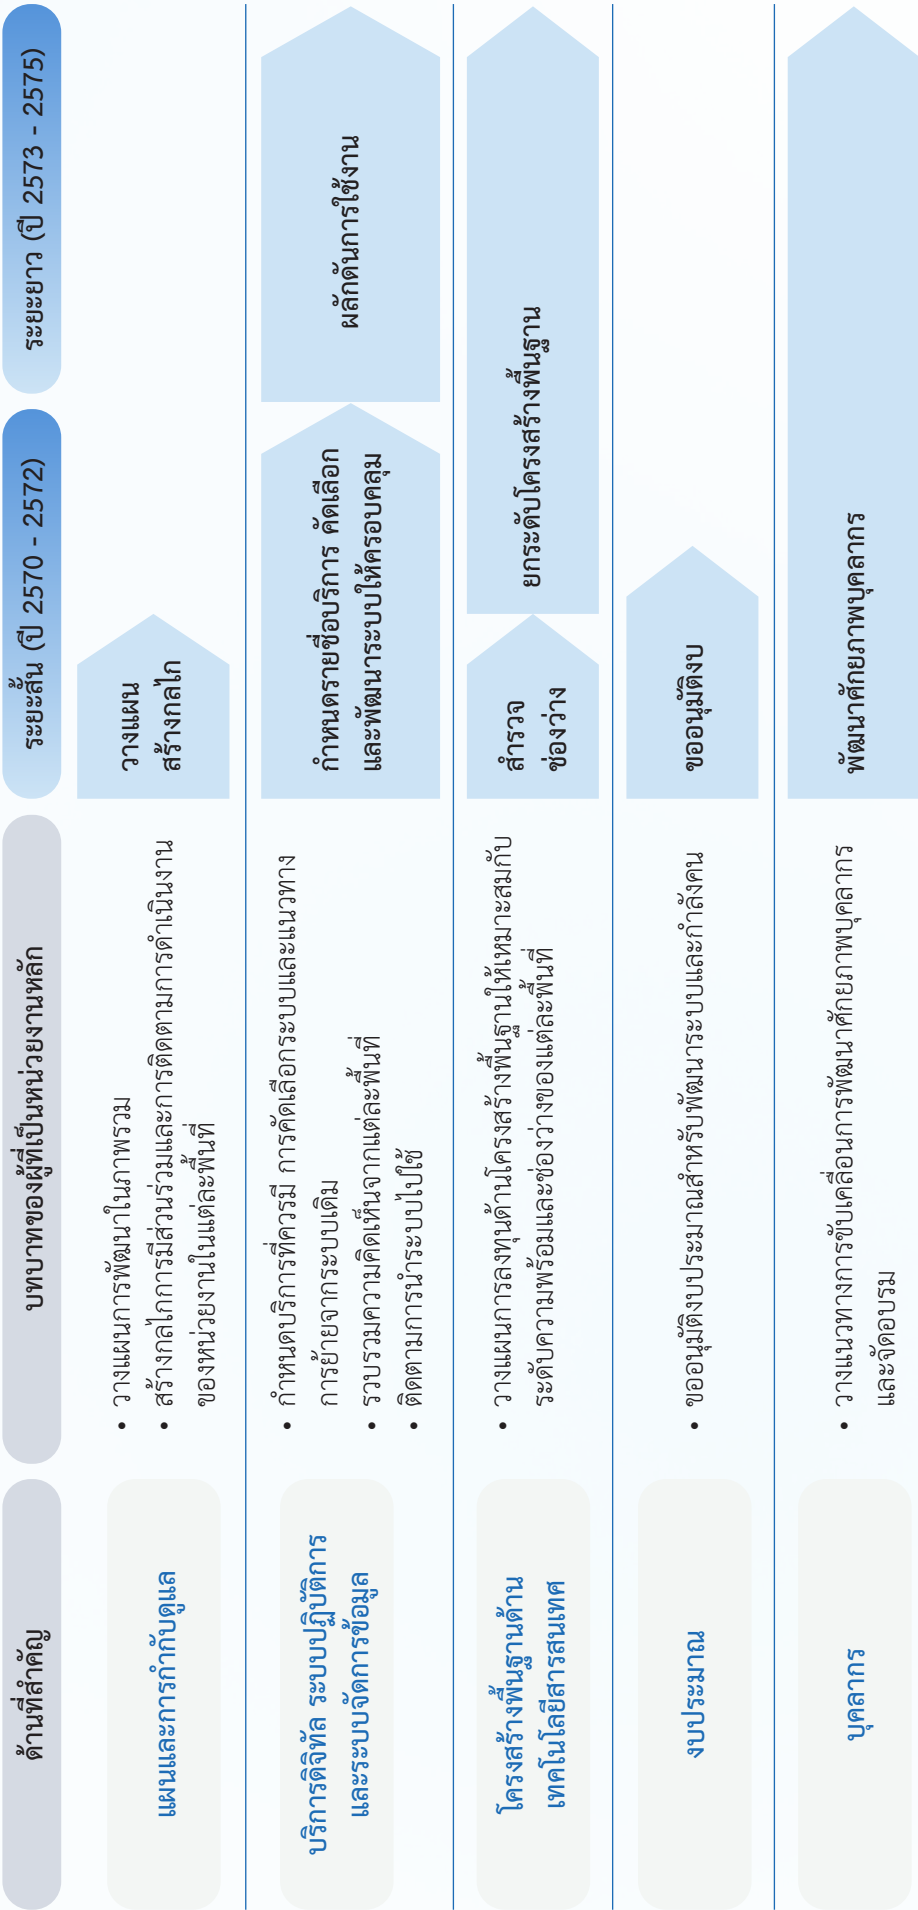 ด้านที่สำคัญ
บทบาทของผู้ที่เป็นหน่วยงานหลัก
ระยะสั้น (ปี 2570 - 2572)
ระยะยาว (ปี 2573 - 2575)
แผนและการกำกับดูแล
• วางแผนการพัฒนาในภาพรวม
• สร้างกลไกการมีส่วนร่วมและการติดตามการดำเนินงาน
ของหน่วยงานในแต่ละพื้นที่
วางแผน
สร้างกลไก
บริการดิจิทัล ระบบปฏิบัติการ
และระบบจัดการข้อมูล
• กำหนดบริการที่ควรมี การคัดเลือกระบบและแนวทาง
การย้ายจากระบบเดิม
• รวบรวมความคิดเห็นจากแต่ละพื้นที่
• ติดตามการนำระบบไปใช้
กำหนดรายชื่อบริการ คัดเลือก
และพัฒนาระบบให้ครอบคลุม
ผลักดันการใช้งาน
โครงสร้างพื้นฐานด้าน
เทคโนโลยีสารสนเทศ
• วางแผนการลงทุนด้านโครงสร้างพื้นฐานให้เหมาะสมกับ
ระดับความพร้อมและช่องว่างของแต่ละพื้นที่
สำรวจ
ช่องว่าง
ยกระดับโครงสร้างพื้นฐาน
งบประมาณ
• ขออนุมัติงบประมาณสำหรับพัฒนาระบบและกำลังคน
ขออนุมัติงบ
บุคลากร
• วางแนวทางการขับเคลื่อนการพัฒนาศักยภาพบุคลากร
และจัดอบรม
พัฒนาศักยภาพบุคลากร